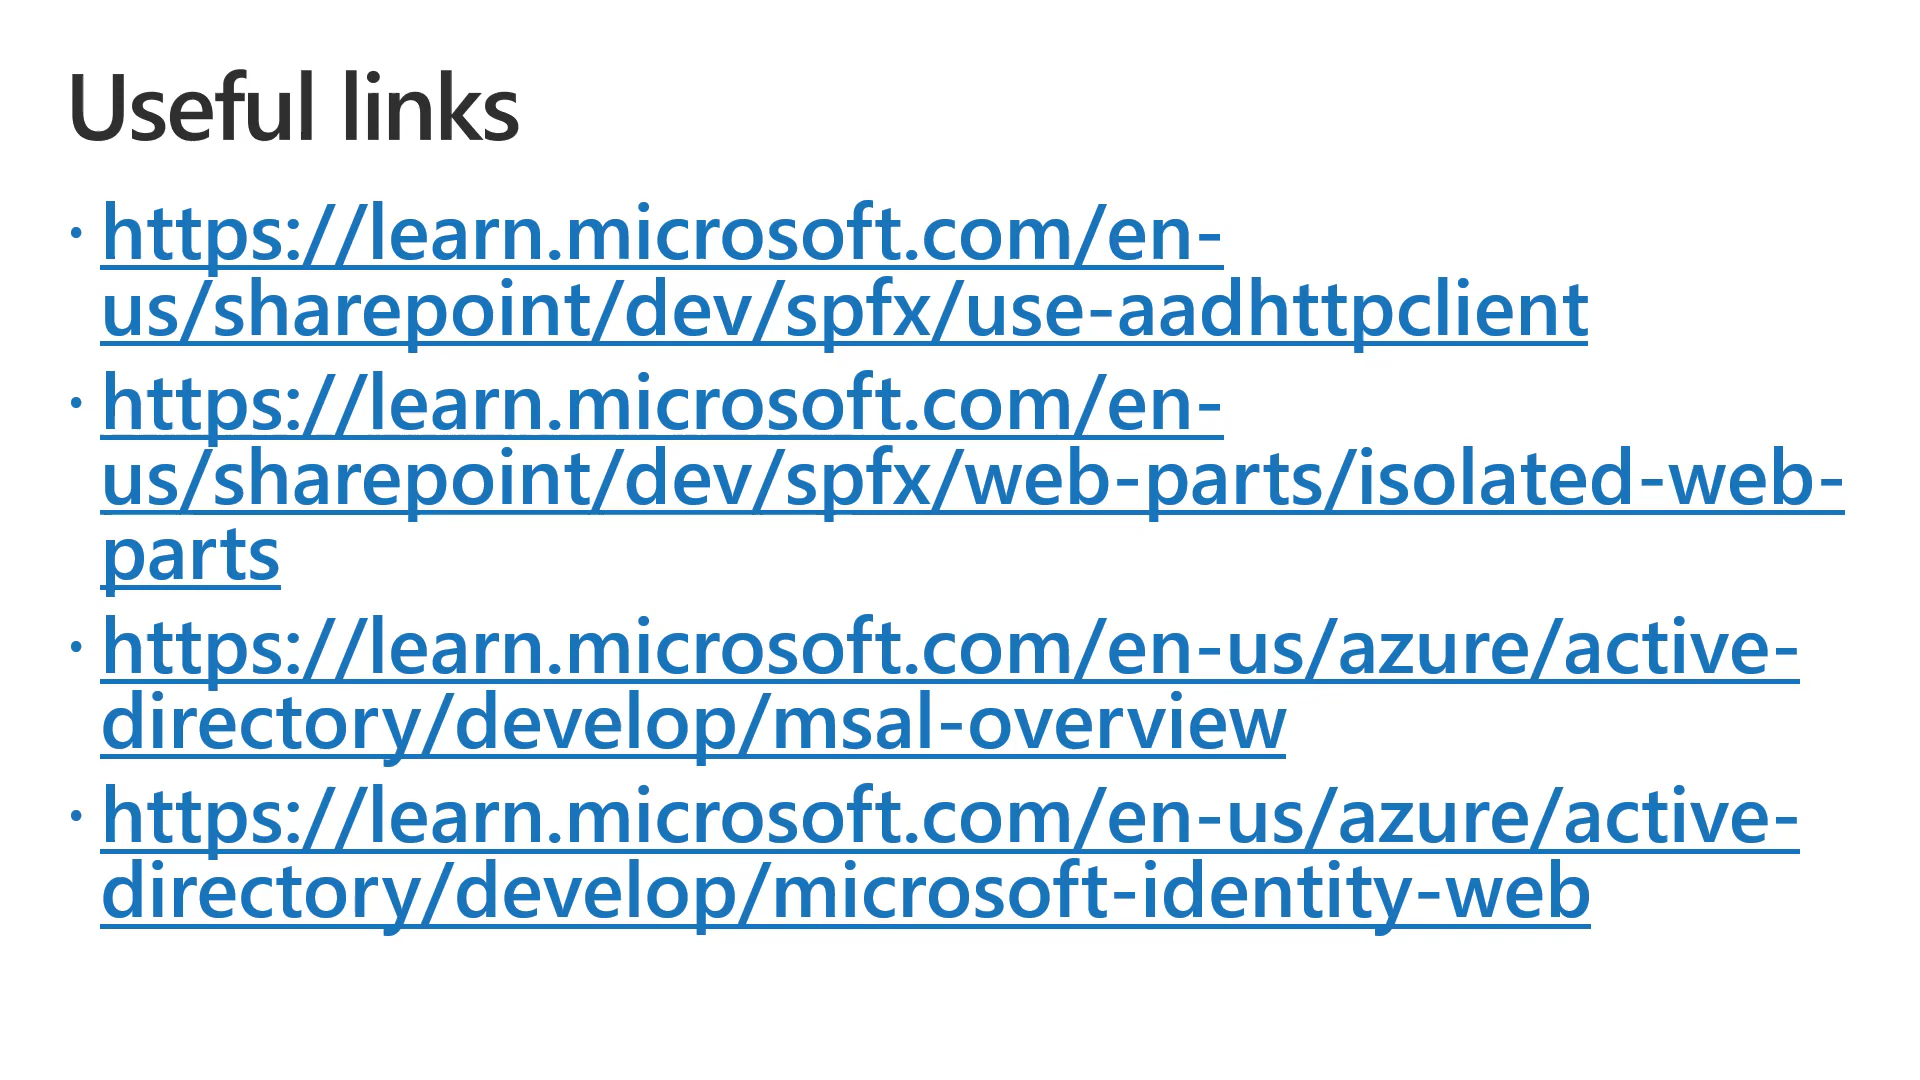 Useful links
• https://learn.microsoft.com/en-
us/sharepoint/dev/spfx/use-aadhttpclient
• https://learn.microsoft.com/en-
us/sharepoint/dev/spfx/web-parts/isolated-web-
parts
• https://learn.microsoft.com/en-us/azure/active-
directory/develop/msal-overview
• https://learn.microsoft.com/en-us/azure/active-
directory/develop/microsoft-identity-web